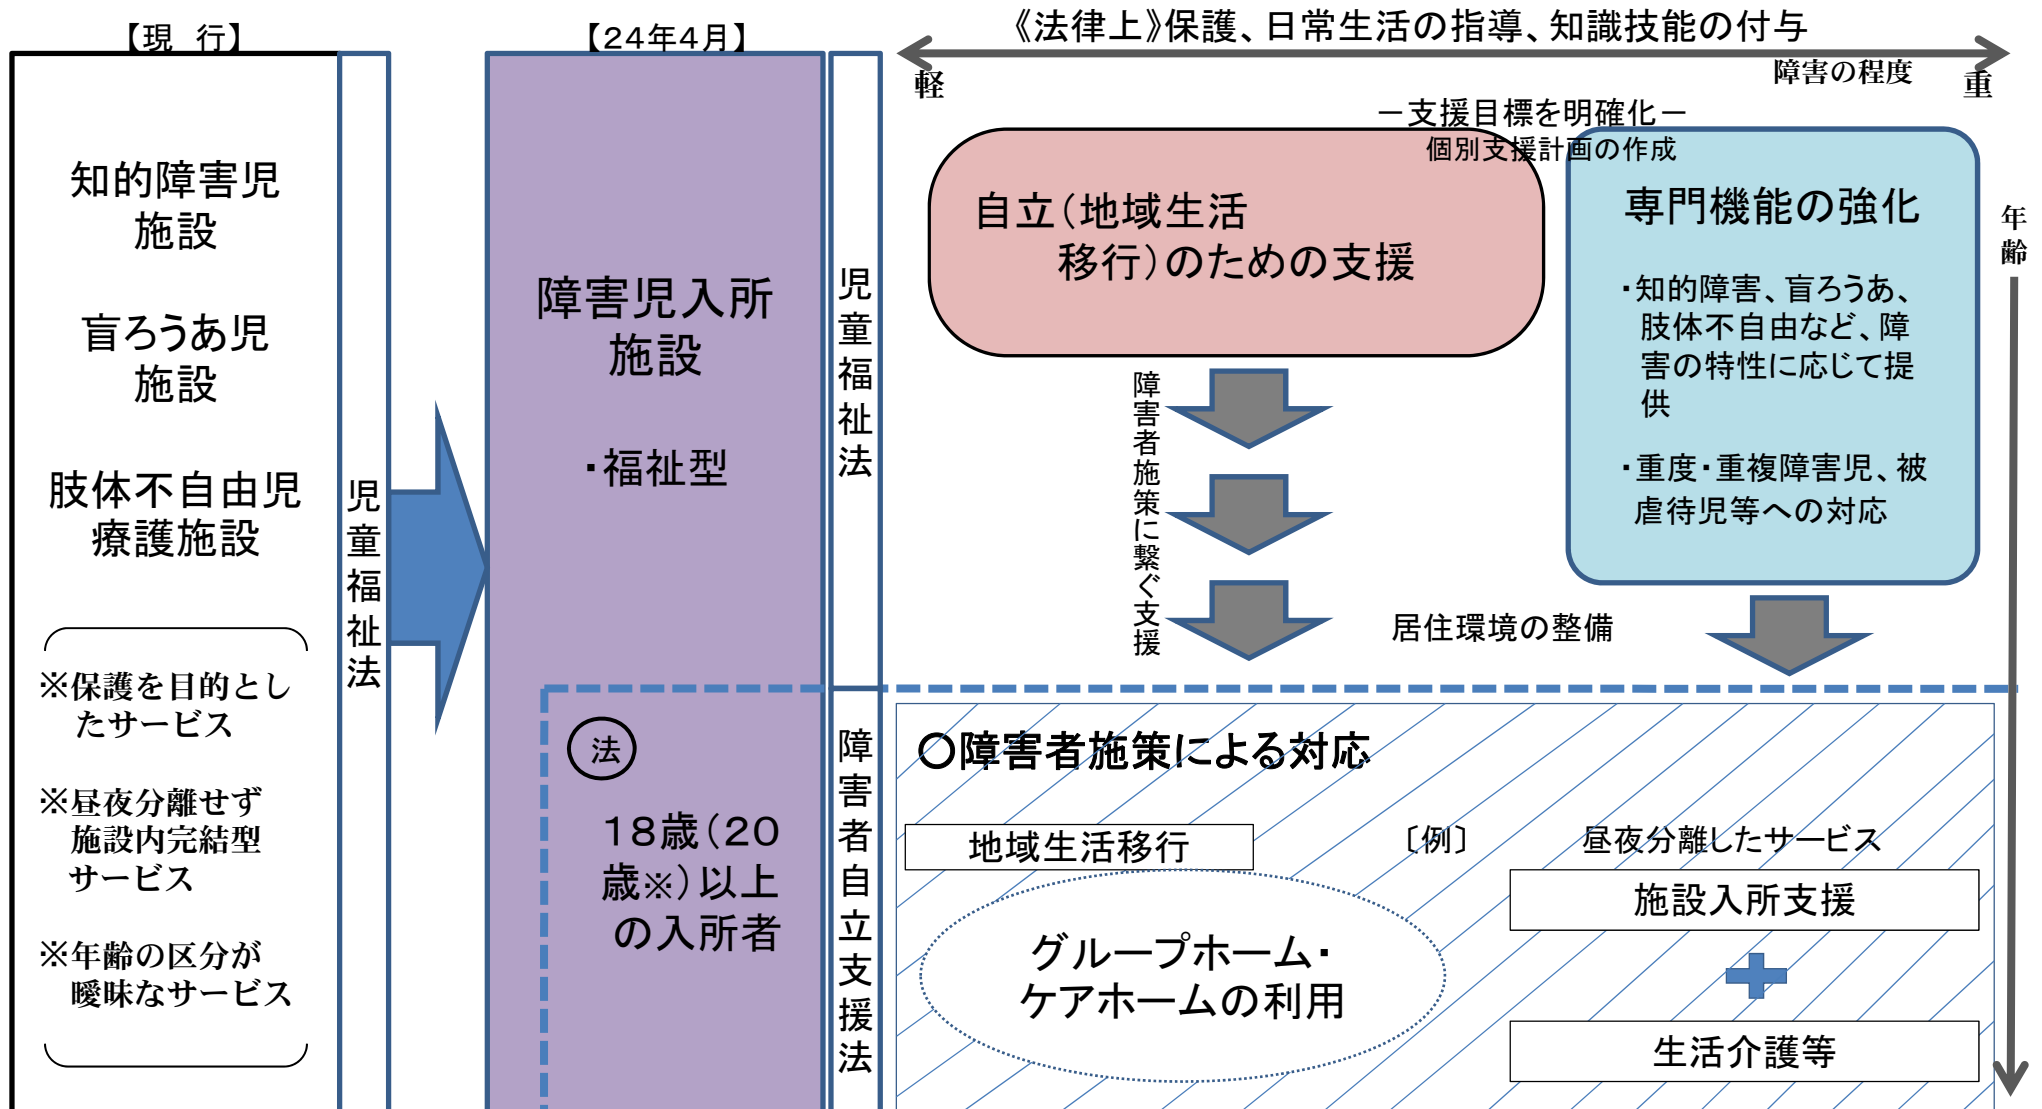 【現　行】
知的障害児
施設
盲ろうあ児
施設
肢体不自由児
療護施設
※保護を目的とし
たサービス
※昼夜分離せず
施設内完結型
サービス
※年齢の区分が
曖昧なサービス
児童福祉法
【24年4月】
障害児入所
施設
・福祉型
法
18歳（20
歳※）以上
の入所者
児童福祉法
障害者自立支援法
《法律上》保護、日常生活の指導、知識技能の付与
軽
障害の程度
重
－支援目標を明確化－
個別支援計画の作成
自立（地域生活
移行）のための支援
専門機能の強化
・知的障害、盲ろうあ、
肢体不自由など、障
害の特性に応じて提
供
・重度・重複障害児、被
虐待児等への対応
年齢
障害者施策に繋ぐ支援
居住環境の整備
〇障害者施策による対応
地域生活移行
〔例〕
昼夜分離したサービス
グループホーム・
ケアホームの利用
施設入所支援
生活介護等